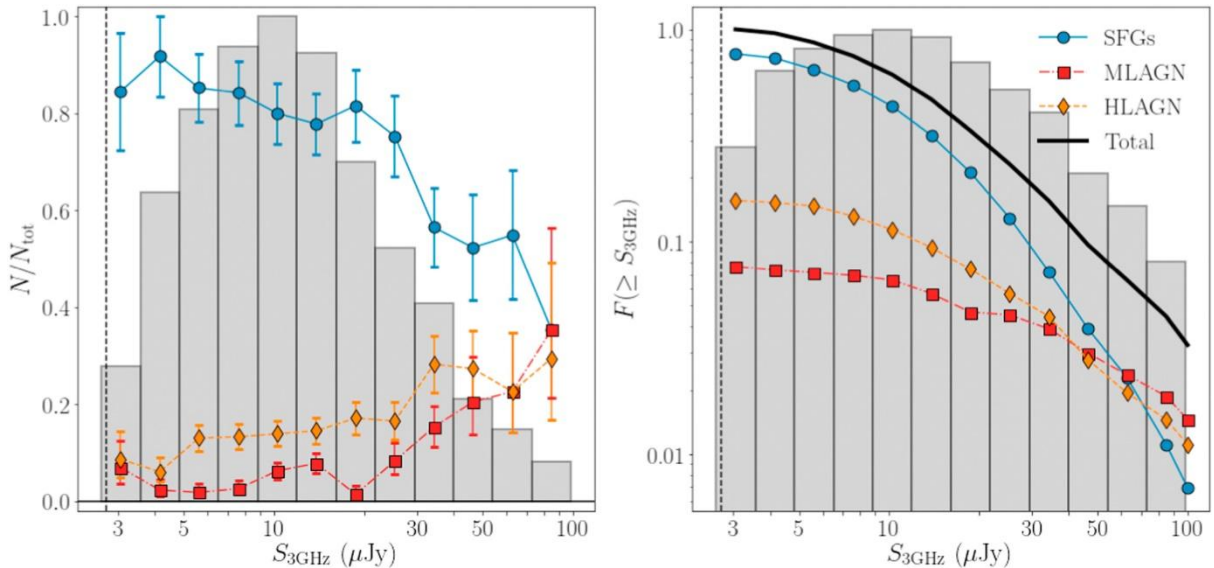 1.0
0.8
0.6
0.4
0.2
0.0
N/N_tot
3 5 10 30 50 100
S_3GHz (μJy)
1.0
0.1
0.01
F(≥ S_3GHz)
SFGs
MLAGN
HLAGN
Total
3 5 10 30 50 100
S_3GHz (μJy)